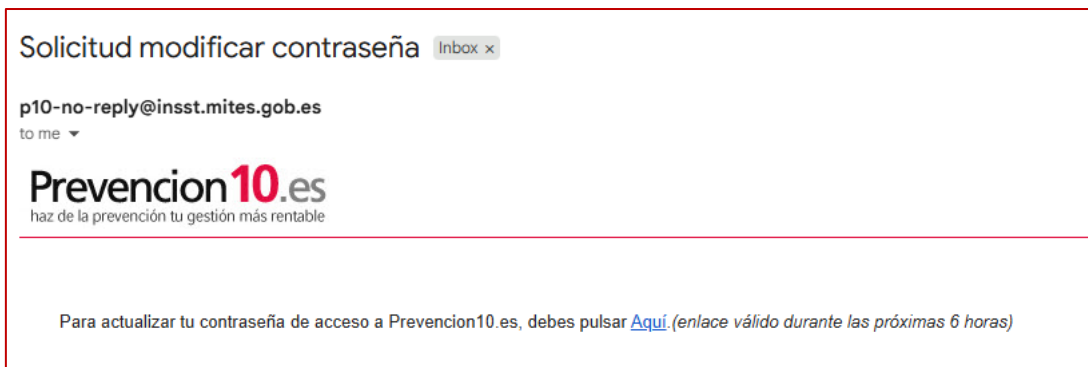 Solicitud modificar contraseña Inbox x
p10-no-reply@insst.mites.gob.es
to me
Prevencion10.es
haz de la prevención tu gestión más rentable
Para actualizar tu contraseña de acceso a Prevencion10.es, debes pulsar Aquí.(enlace válido durante las próximas 6 horas)